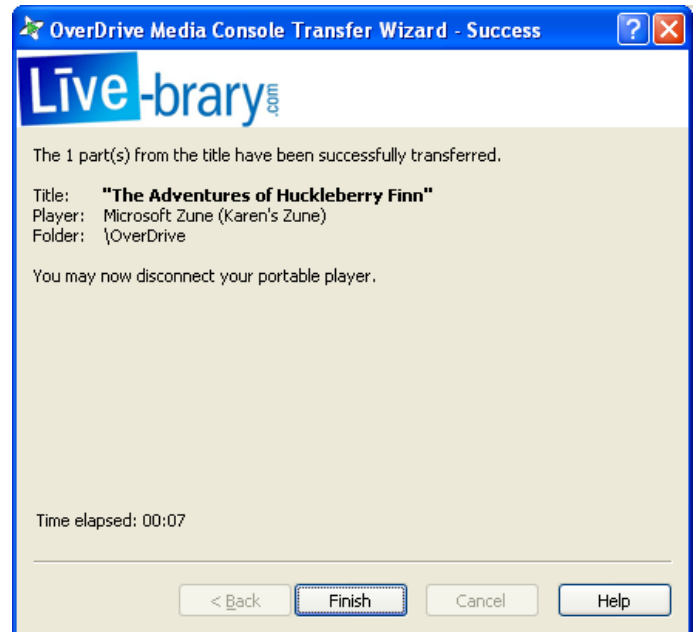 OverDrive Media Console Transfer Wizard - Success
Līve-brary.com
The 1 part(s) from the title have been successfully transferred.
Title: "The Adventures of Huckleberry Finn"
Player: Microsoft Zune (Karen's Zune)
Folder: \OverDrive
You may now disconnect your portable player.
Time elapsed: 00:07
< Back Finish Cancel Help